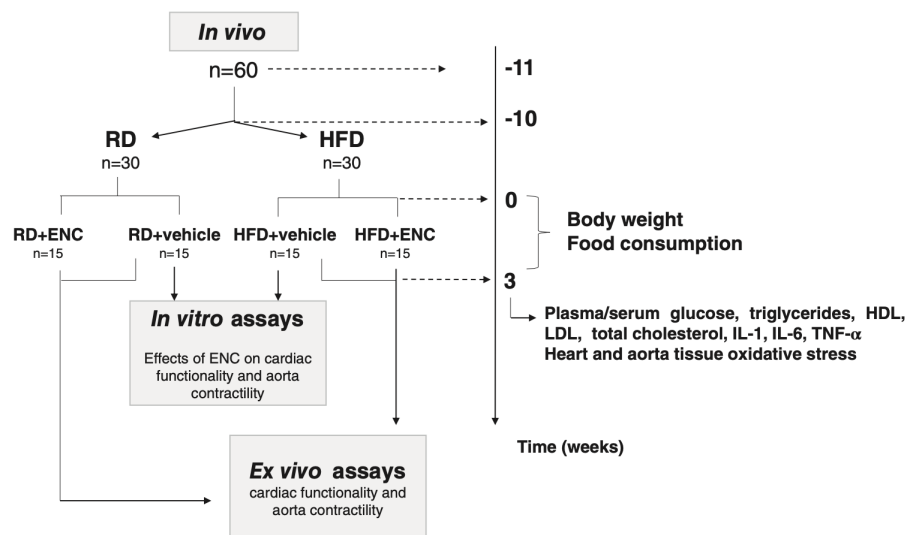 In vivo
n=60
-11
-10
RD
n=30
HFD
n=30
0
Body weight
Food consumption
RD+ENC
n=15
RD+vehicle
n=15
HFD+vehicle
n=15
HFD+ENC
n=15
3
In vitro assays
Effects of ENC on cardiac
functionality and aorta
contractility
Plasma/serum glucose, triglycerides, HDL,
LDL, total cholesterol, IL-1, IL-6, TNF-α
Heart and aorta tissue oxidative stress
Time (weeks)
Ex vivo assays
cardiac functionality and
aorta contractility